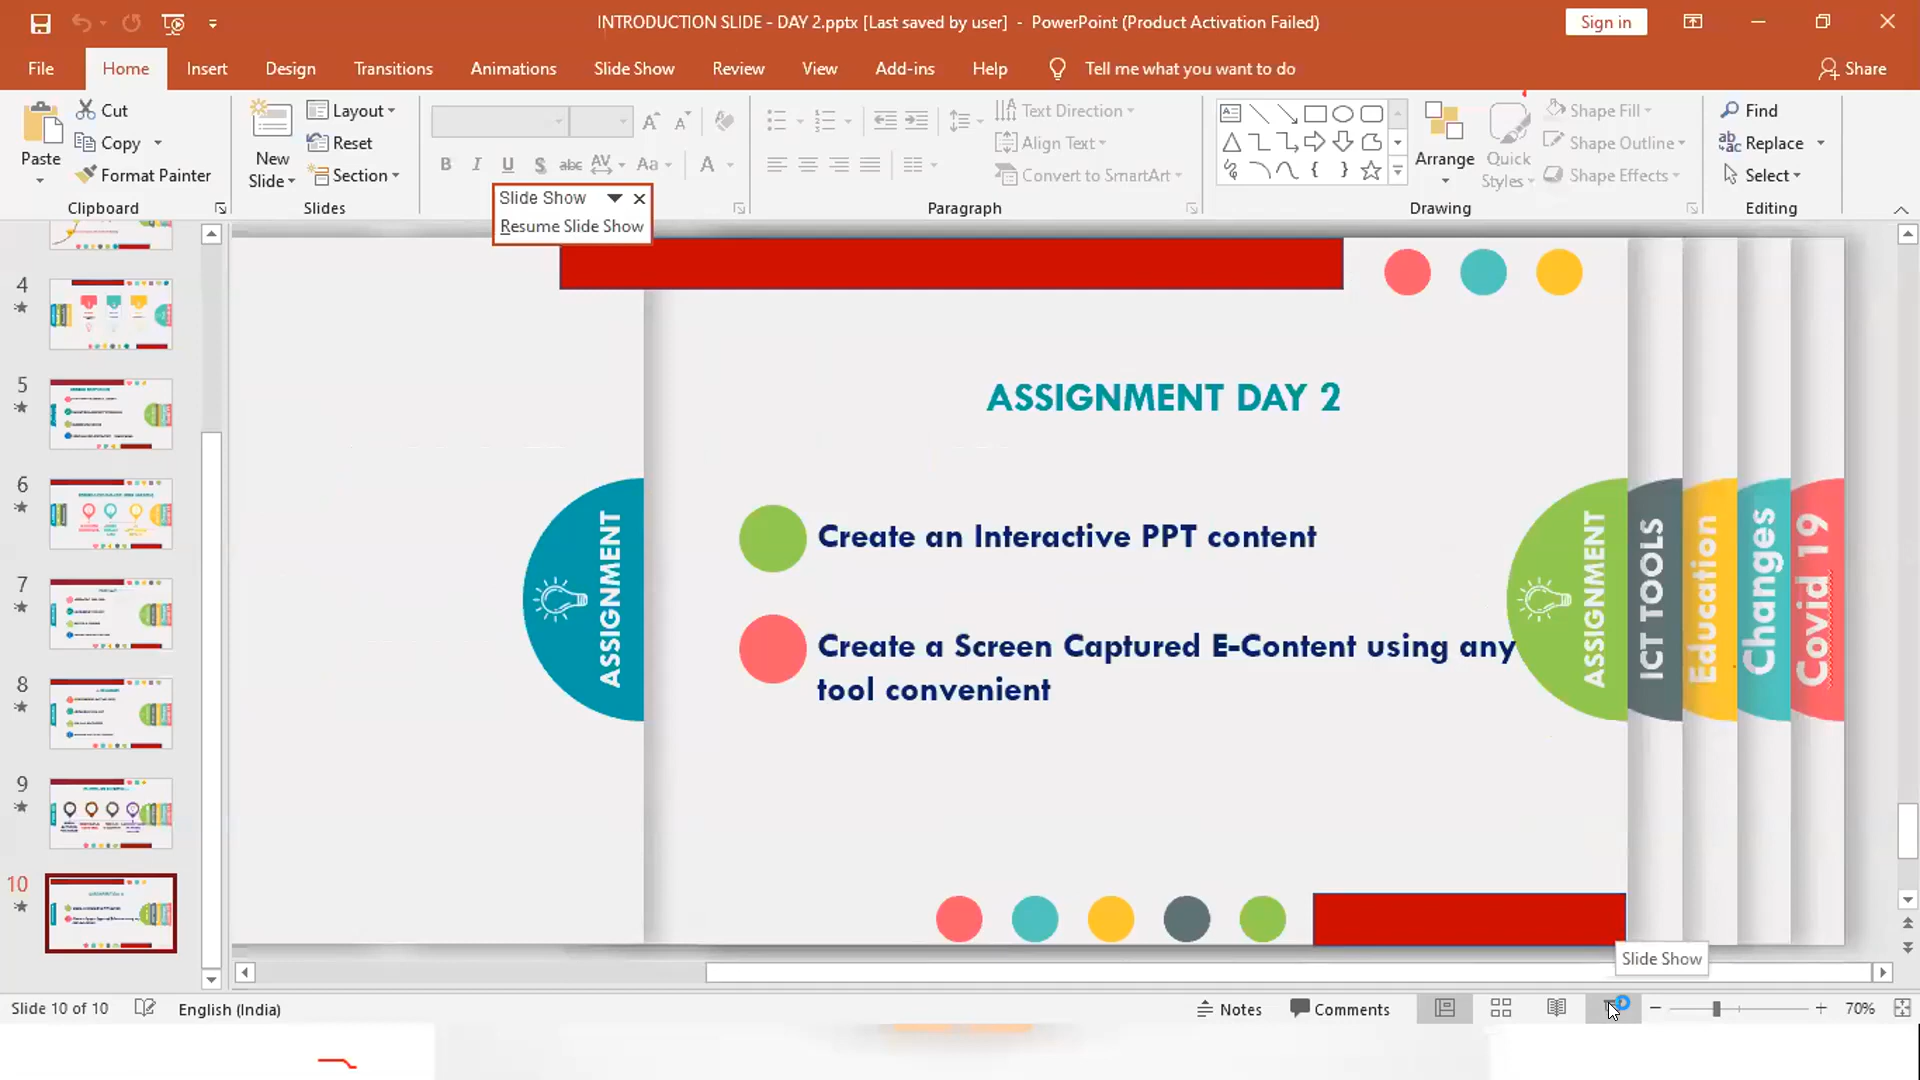 INTRODUCTION SLIDE - DAY 2.pptx [Last saved by user] - PowerPoint (Product Activation Failed)
Sign in
File Home Insert Design Transitions Animations Slide Show Review View Add-ins Help Tell me what you want to do Share
Paste
Cut
Copy
Format Painter
Clipboard
New Slide
Layout
Reset
Section
Slides
B I U S abc AV Aa A
Text Direction
Align Text
Convert to SmartArt
Paragraph
Arrange
Quick Styles
Shape Fill
Shape Outline
Shape Effects
Drawing
Find
Replace
Select
Editing
Slide Show
Resume Slide Show
4
5
6
7
8
9
10
ASSIGNMENT DAY 2
ASSIGNMENT
Create an Interactive PPT content
Create a Screen Captured E-Content using any
tool convenient
ASSIGNMENT
ICT TOOLS
Education
Changes
Covid 19
Slide Show
Slide 10 of 10 English (India) Notes Comments 70%